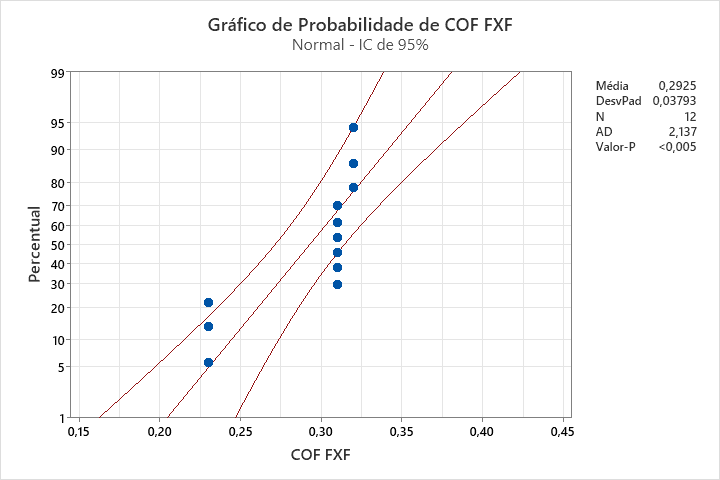 Gráfico de Probabilidade de COF FXF
Normal - IC de 95%
Média 0,2925
DesvPad 0,03793
N 12
AD 2,137
Valor-P <0,005
Percentual
99
95
90
80
70
60
50
40
30
20
10
5
1
0,15 0,20 0,25 0,30 0,35 0,40 0,45
COF FXF